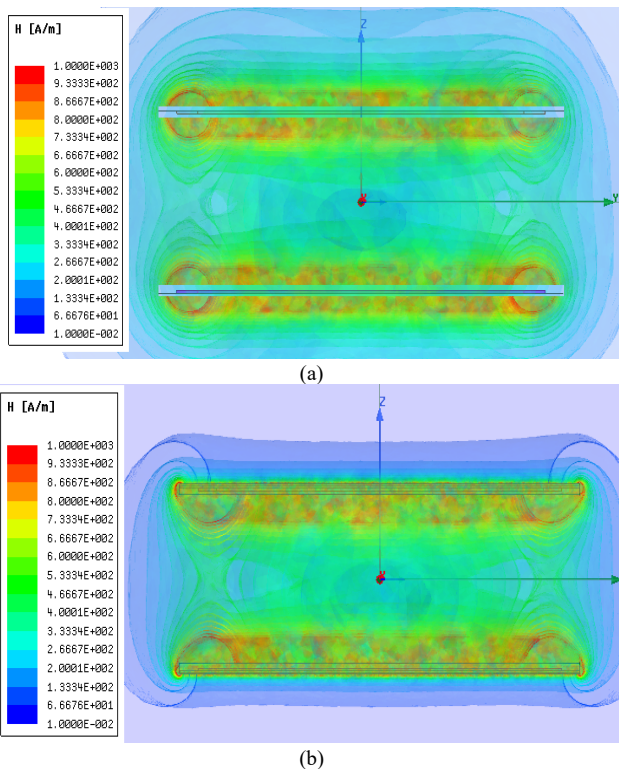 H [A/m]
1.0000E+003
9.3333E+002
8.6667E+002
8.0000E+002
7.3334E+002
6.6667E+002
6.0000E+002
5.3334E+002
4.6667E+002
4.0001E+002
3.3334E+002
2.6667E+002
2.0001E+002
1.3334E+002
6.6676E+001
1.0000E-002
Z
Y
(a)
H [A/m]
1.0000E+003
9.3333E+002
8.6667E+002
8.0000E+002
7.3334E+002
6.6667E+002
6.0000E+002
5.3334E+002
4.6667E+002
4.0001E+002
3.3334E+002
2.6667E+002
2.0001E+002
1.3334E+002
6.6676E+001
1.0000E-002
Z
(b)